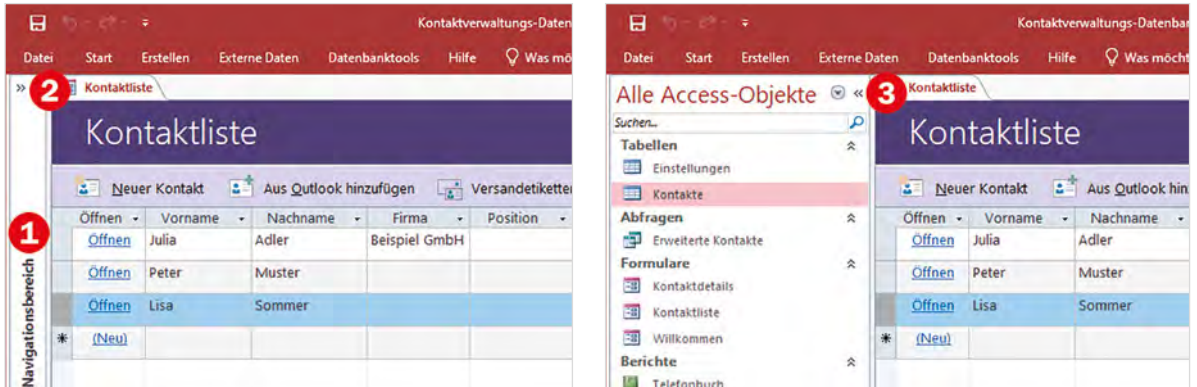 Kontaktverwaltungs-Daten
Datei Start Erstellen Externe Daten Datenbanktools Hilfe Was mö
» 2 Kontaktliste
Kontaktliste
Neuer Kontakt Aus Outlook hinzufügen Versandetiketten
Öffnen Vorname Nachname Firma Position
1
Öffnen Julia Adler Beispiel GmbH
Öffnen Peter Muster
Öffnen Lisa Sommer
* (Neu)
Navigationsbereich
Kontaktverwaltungs-Datenban
Datei Start Erstellen Externe Daten Datenbanktools Hilfe Was möcht
Alle Access-Objekte « 3 Kontaktliste
Suchen...
Tabellen
Einstellungen
Kontakte
Abfragen
Erweiterte Kontakte
Formulare
Kontaktdetails
Kontaktliste
Willkommen
Berichte
Telefonbuch
Kontaktliste
Neuer Kontakt Aus Outlook hin
Öffnen Vorname Nachname
Öffnen Julia Adler
Öffnen Peter Muster
Öffnen Lisa Sommer
* (Neu)